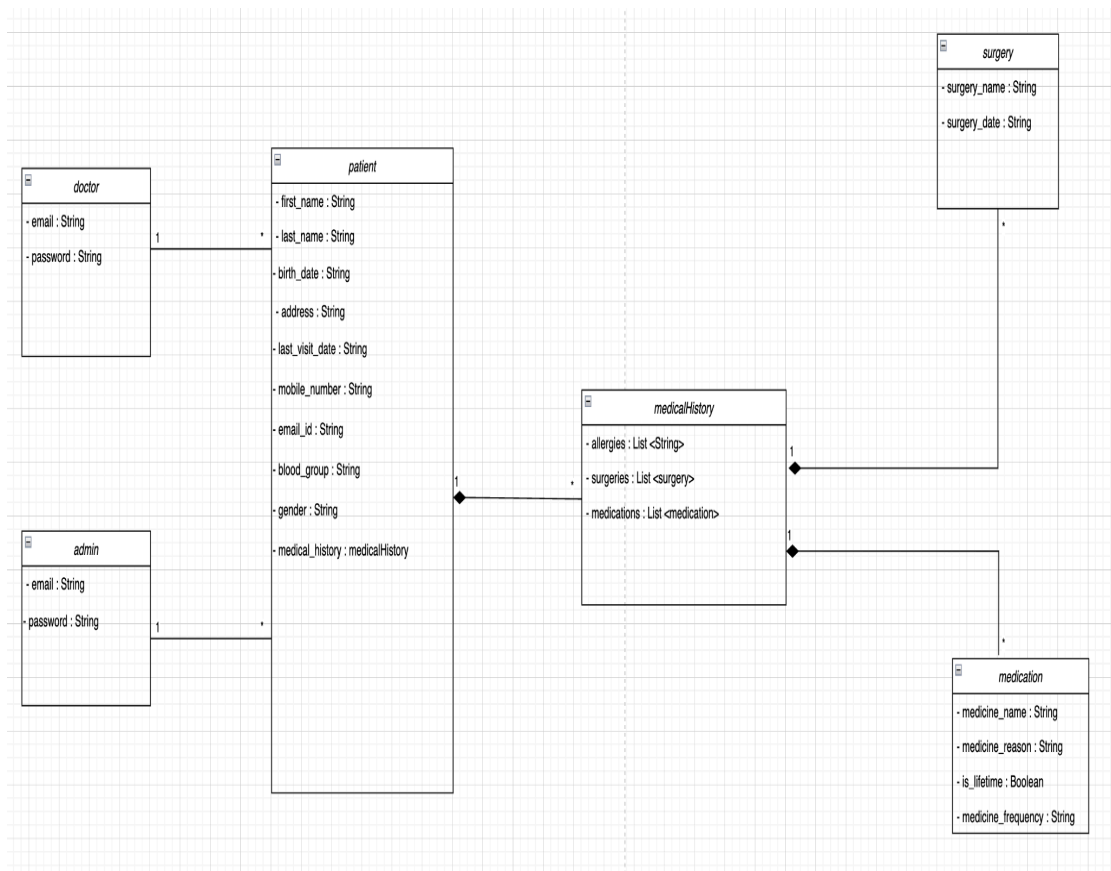 doctor
- email : String
- password : String
1
*
patient
- first_name : String
- last_name : String
- birth_date : String
- address : String
- last_visit_date : String
- mobile_number : String
- email_id : String
- blood_group : String
- gender : String
- medical_history : medicalHistory
admin
- email : String
- password : String
1
*
1
*
medicalHistory
- allergies : List <String>
- surgeries : List <surgery>
- medications : List <medication>
1
*
1
*
surgery
- surgery_name : String
- surgery_date : String
medication
- medicine_name : String
- medicine_reason : String
- is_lifetime : Boolean
- medicine_frequency : String